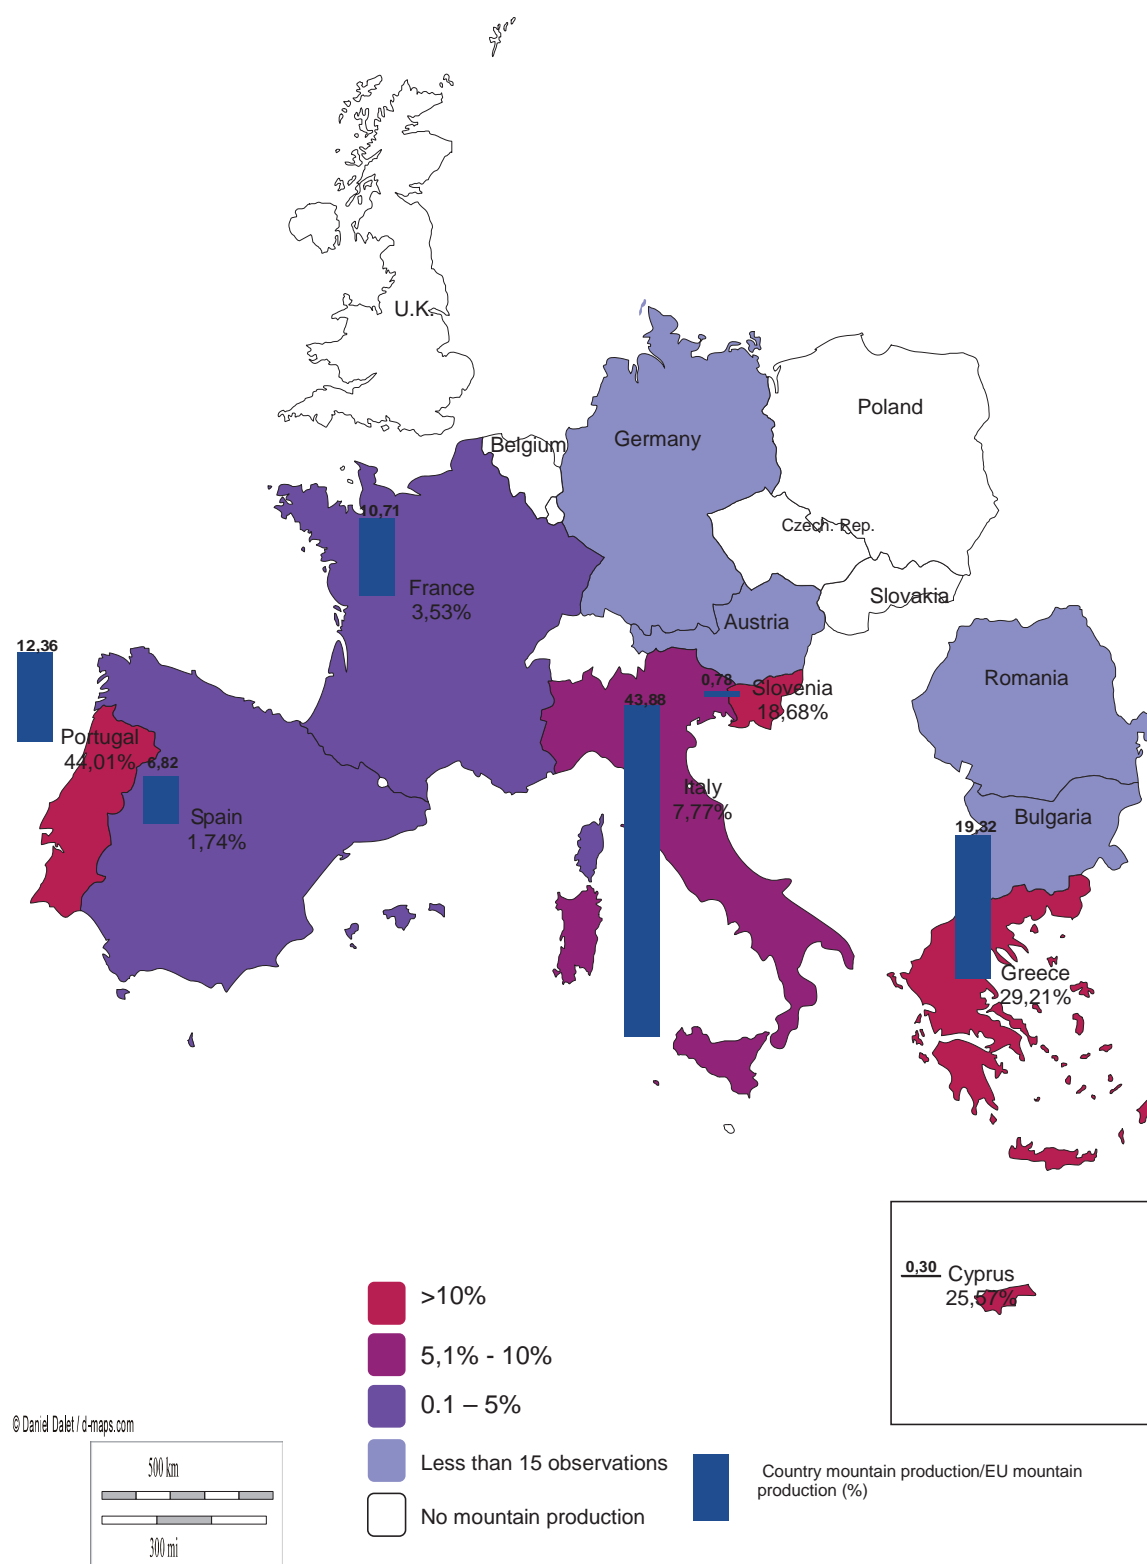 U.K.
Poland
Germany
Belgium
10,71
Czech. Rep.
France
3,53%
Slovakia
Austria
12,36
Romania
0,78
Slovenia
18,68%
43,88
Portugal
44,01%
6,82
Italy
7,77%
Spain
1,74%
Bulgaria
19,32
Greece
29,21%
0,30
Cyprus
25,57%
>10%
5,1% - 10%
0.1 – 5%
© Daniel Dalet / d-maps.com
500 km
300 mi
Less than 15 observations
No mountain production
Country mountain production/EU mountain
production (%)